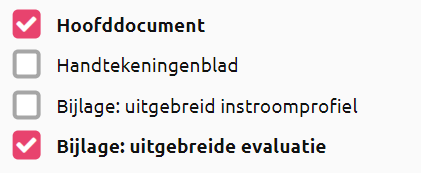 Hoofddocument
Handtekeningenblad
Bijlage: uitgebreid instroomprofiel
Bijlage: uitgebreide evaluatie